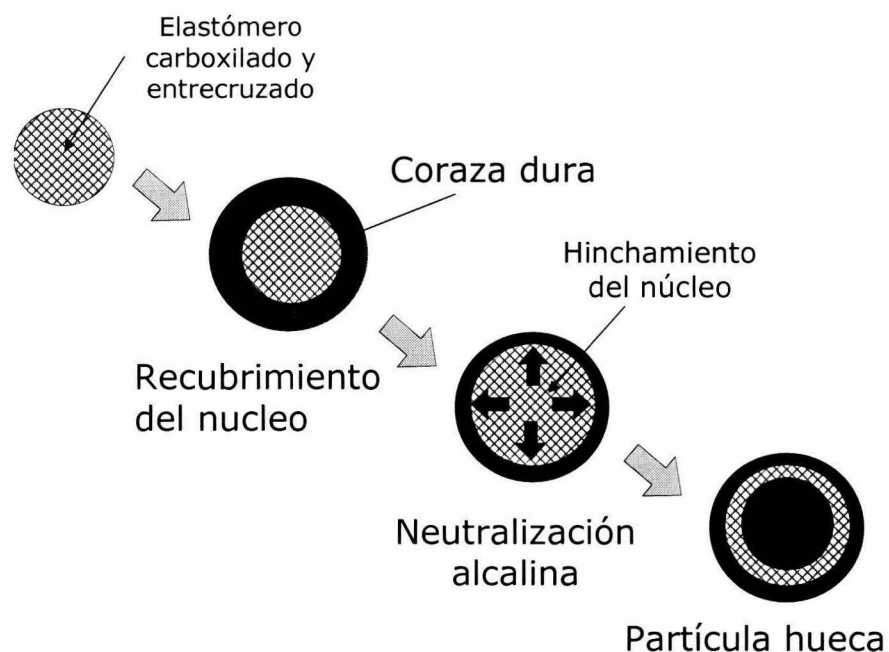 Elastómero
carboxilado y
entrecruzado
Coraza dura
Hinchamiento
del núcleo
Recubrimiento
del nucleo
Neutralización
alcalina
Partícula hueca